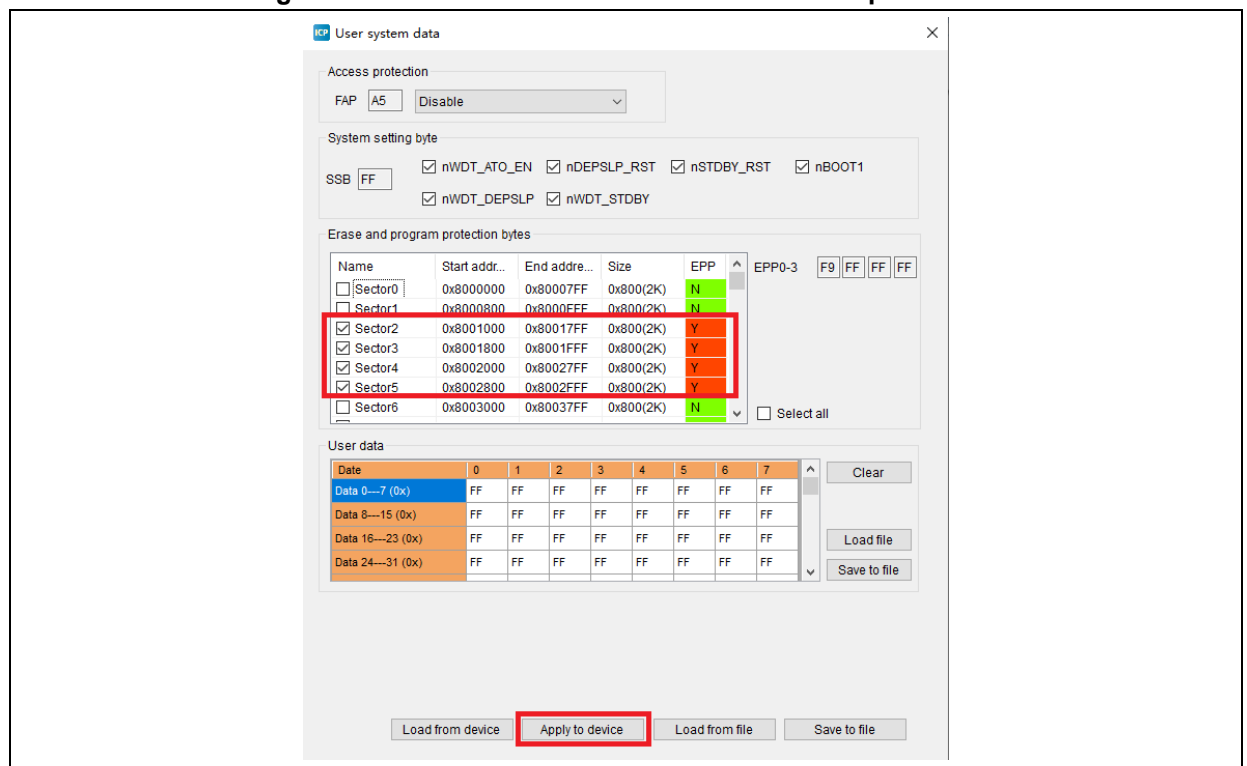 ICP User system data
Access protection
FAP A5 Disable
System setting byte
nWDT_ATO_EN nDEPSLP_RST nSTDBY_RST nBOOT1
SSB FF
nWDT_DEPSLP nWDT_STDBY
Erase and program protection bytes
Name Start addr... End addre... Size EPP EPP0-3 F9 FF FF FF
Sector0 0x8000000 0x80007FF 0x800(2K) N
Sector1 0x8000800 0x8000FFF 0x800(2K) N
Sector2 0x8001000 0x80017FF 0x800(2K) Y
Sector3 0x8001800 0x8001FFF 0x800(2K) Y
Sector4 0x8002000 0x80027FF 0x800(2K) Y
Sector5 0x8002800 0x8002FFF 0x800(2K) Y
Sector6 0x8003000 0x80037FF 0x800(2K) N
Select all
User data
Date 0 1 2 3 4 5 6 7 Clear
Data 0---7 (0x) FF FF FF FF FF FF FF FF
Data 8---15 (0x) FF FF FF FF FF FF FF FF
Data 16---23 (0x) FF FF FF FF FF FF FF FF Load file
Data 24---31 (0x) FF FF FF FF FF FF FF FF Save to file
Load from device Apply to device Load from file Save to file